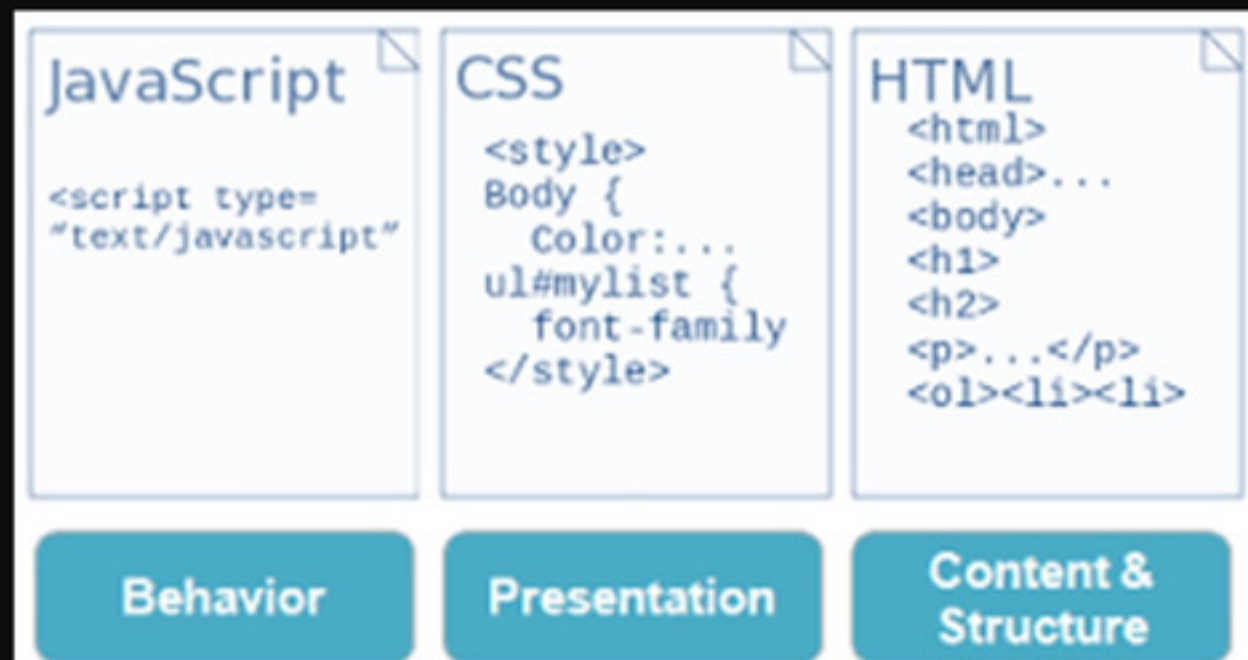 JavaScript
<script type=
“text/javascript”
CSS
<style>
Body {
Color:...
ul#mylist {
font-family
</style>
HTML
<html>
<head>...
<body>
<h1>
<h2>
<p>...</p>
<ol><li><li>
Behavior
Presentation
Content &
Structure